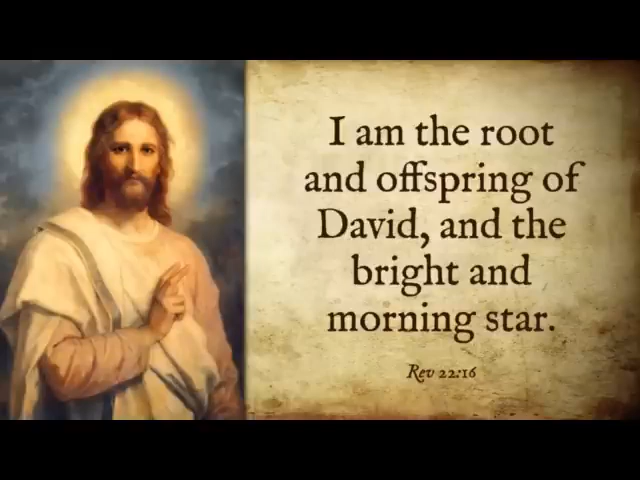 I am the root
and offspring of
David, and the
bright and
morning star.
Rev 22:16